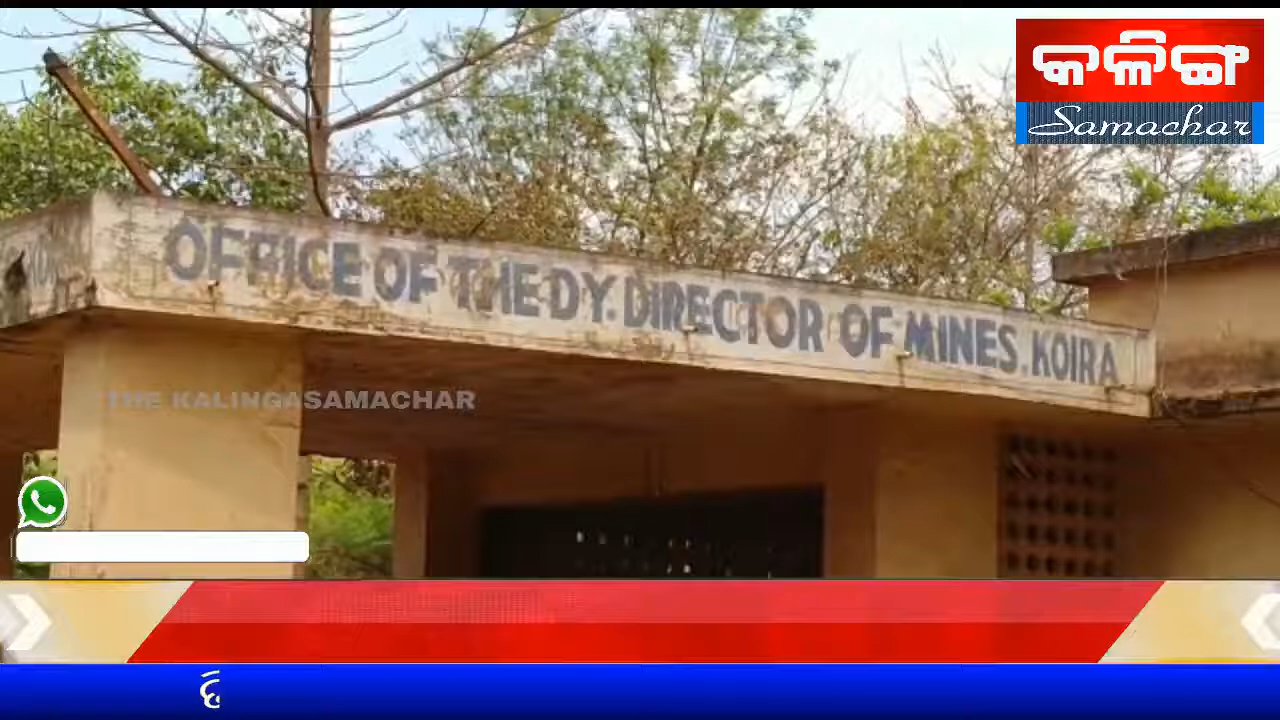 କଳିଙ୍ଗ
Samachar
OFFICE OF THE DY. DIRECTOR OF MINES, KOIRA
THE KALINGASAMACHAR